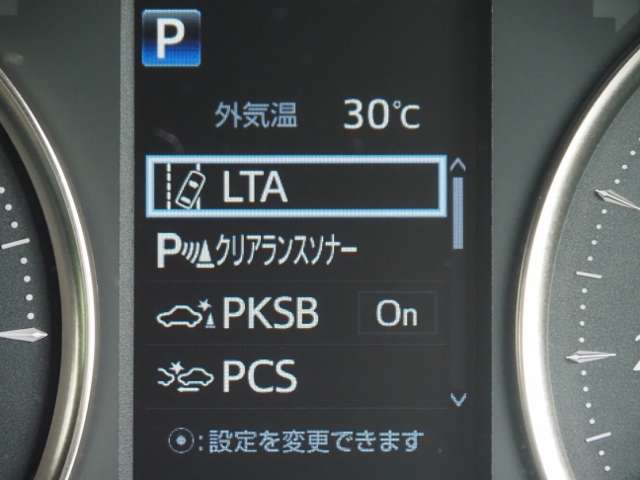 P
外気温 30℃
LTA
P クリアランスソナー
PKSB On
PCS
:設定を変更できます